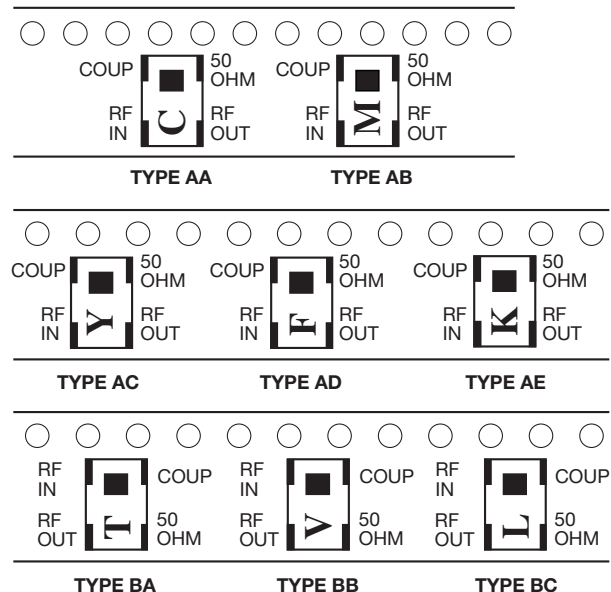 COUP 50 OHM COUP 50 OHM
C M
RF IN RF OUT RF IN RF OUT
TYPE AA TYPE AB
COUP 50 OHM COUP 50 OHM COUP 50 OHM
Y F K
RF IN RF OUT RF IN RF OUT RF IN RF OUT
TYPE AC TYPE AD TYPE AE
RF IN COUP RF IN COUP RF IN COUP
T V L
RF OUT 50 OHM RF OUT 50 OHM RF OUT 50 OHM
TYPE BA TYPE BB TYPE BC